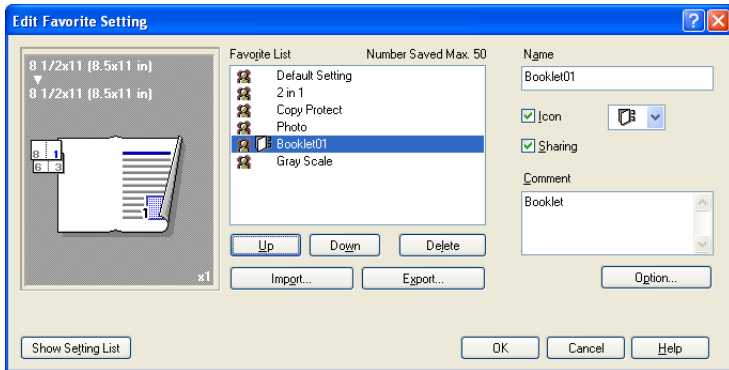 Edit Favorite Setting
8 1/2x11 (8.5x11 in)
8 1/2x11 (8.5x11 in)
8 1
6 3
1
x1
Favorite List Number Saved Max. 50
Default Setting
2 in 1
Copy Protect
Photo
Booklet01
Gray Scale
Up Down Delete
Import... Export...
Name
Booklet01
Icon
Sharing
Comment
Booklet
Option...
Show Setting List
OK Cancel Help